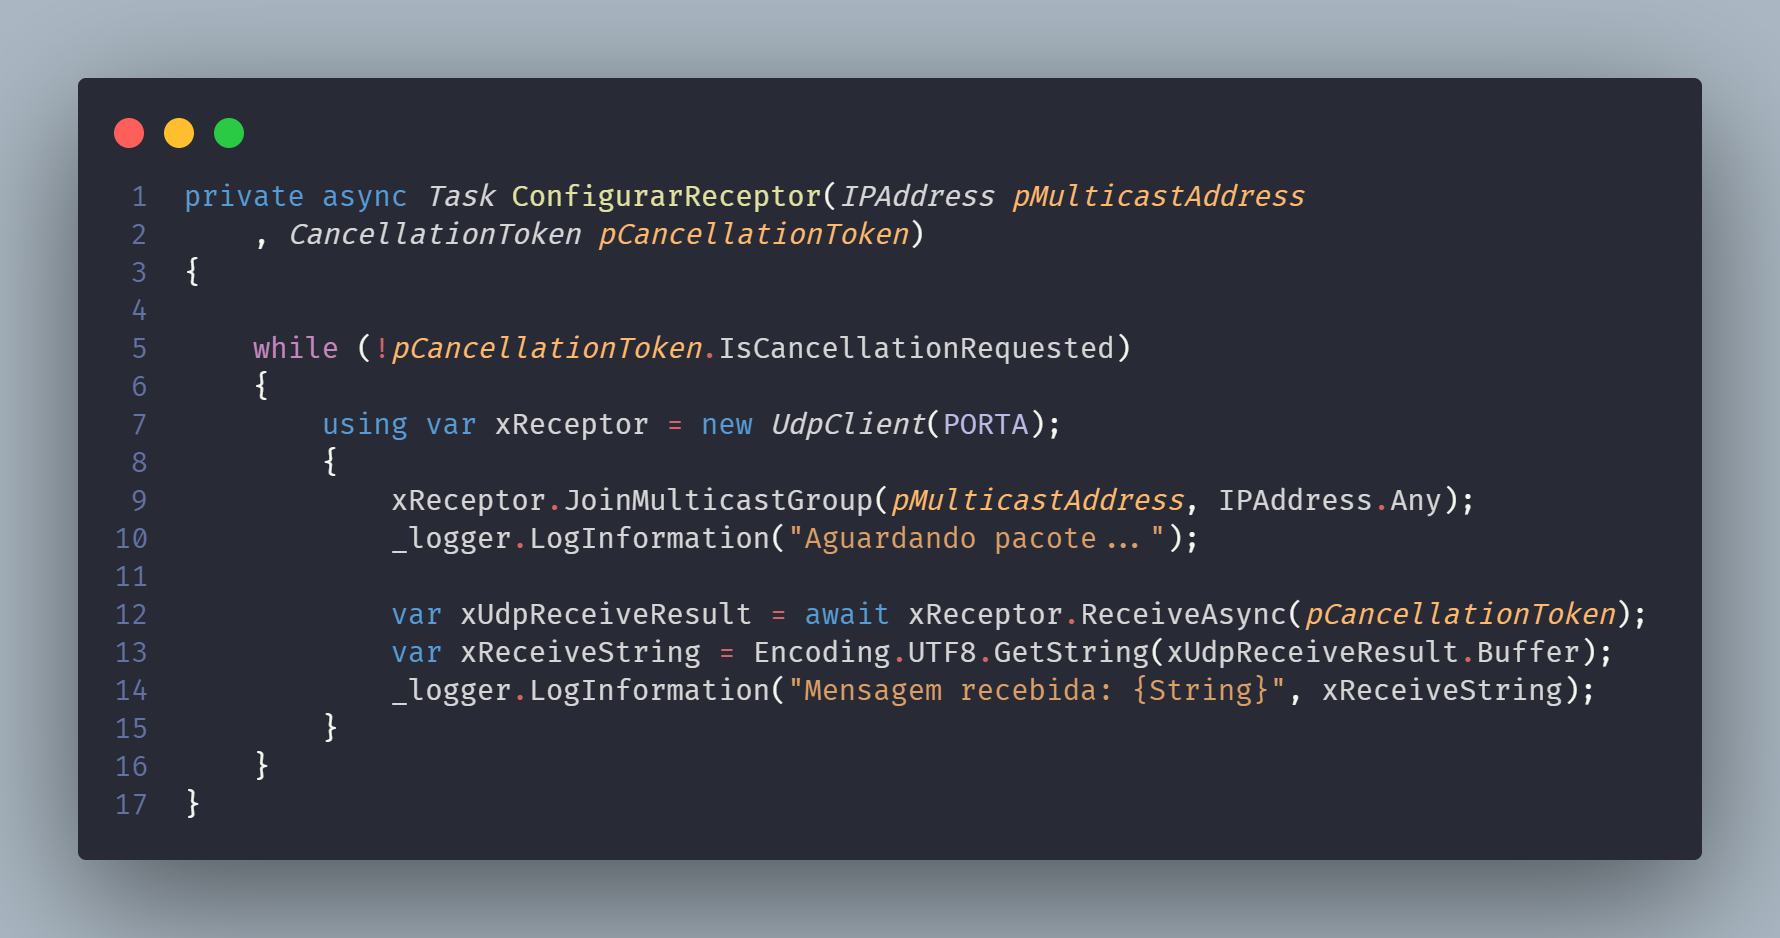 1 private async Task ConfigurarReceptor(IPAddress pMulticastAddress
2     , CancellationToken pCancellationToken)
3 {
4
5     while (!pCancellationToken.IsCancellationRequested)
6     {
7         using var xReceptor = new UdpClient(PORTA);
8         {
9             xReceptor.JoinMulticastGroup(pMulticastAddress, IPAddress.Any);
10             _logger.LogInformation("Aguardando pacote...");
11
12             var xUdpReceiveResult = await xReceptor.ReceiveAsync(pCancellationToken);
13             var xReceiveString = Encoding.UTF8.GetString(xUdpReceiveResult.Buffer);
14             _logger.LogInformation("Mensagem recebida: {String}", xReceiveString);
15         }
16     }
17 }